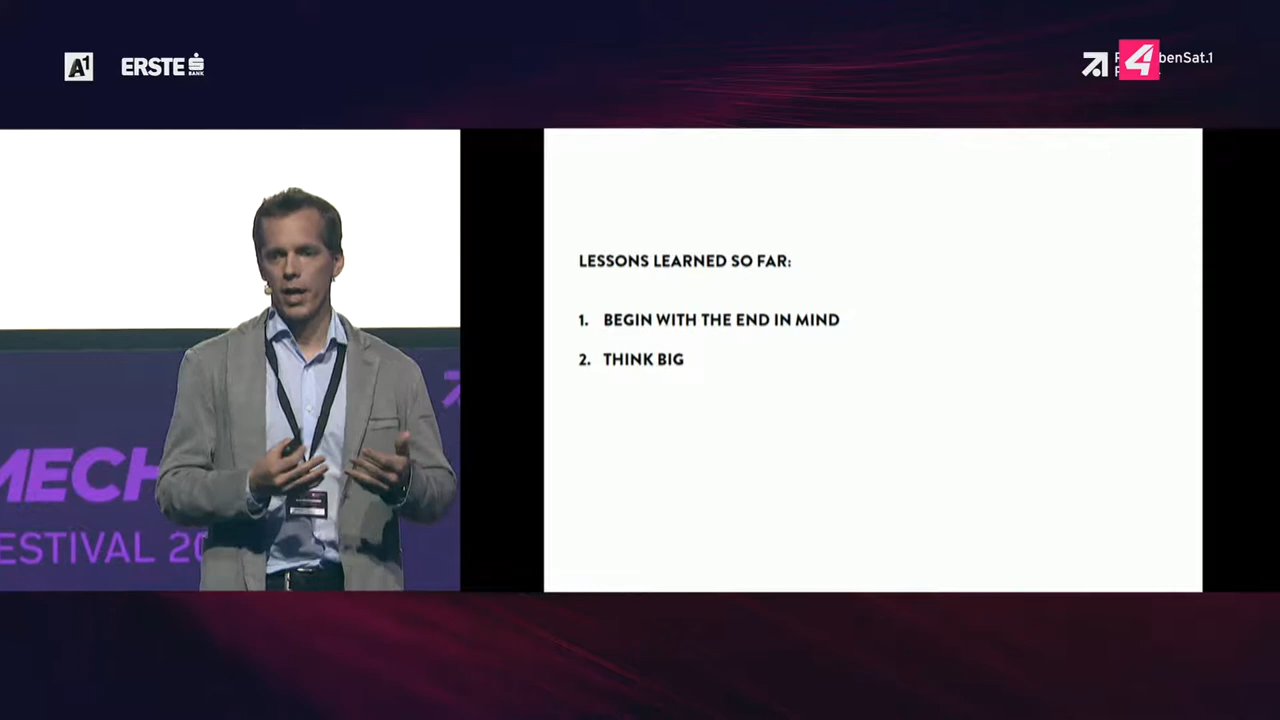 A1
ERSTE
BANK
4
benSat.1
LESSONS LEARNED SO FAR:
1. BEGIN WITH THE END IN MIND
2. THINK BIG
MECH
ESTIVAL 20